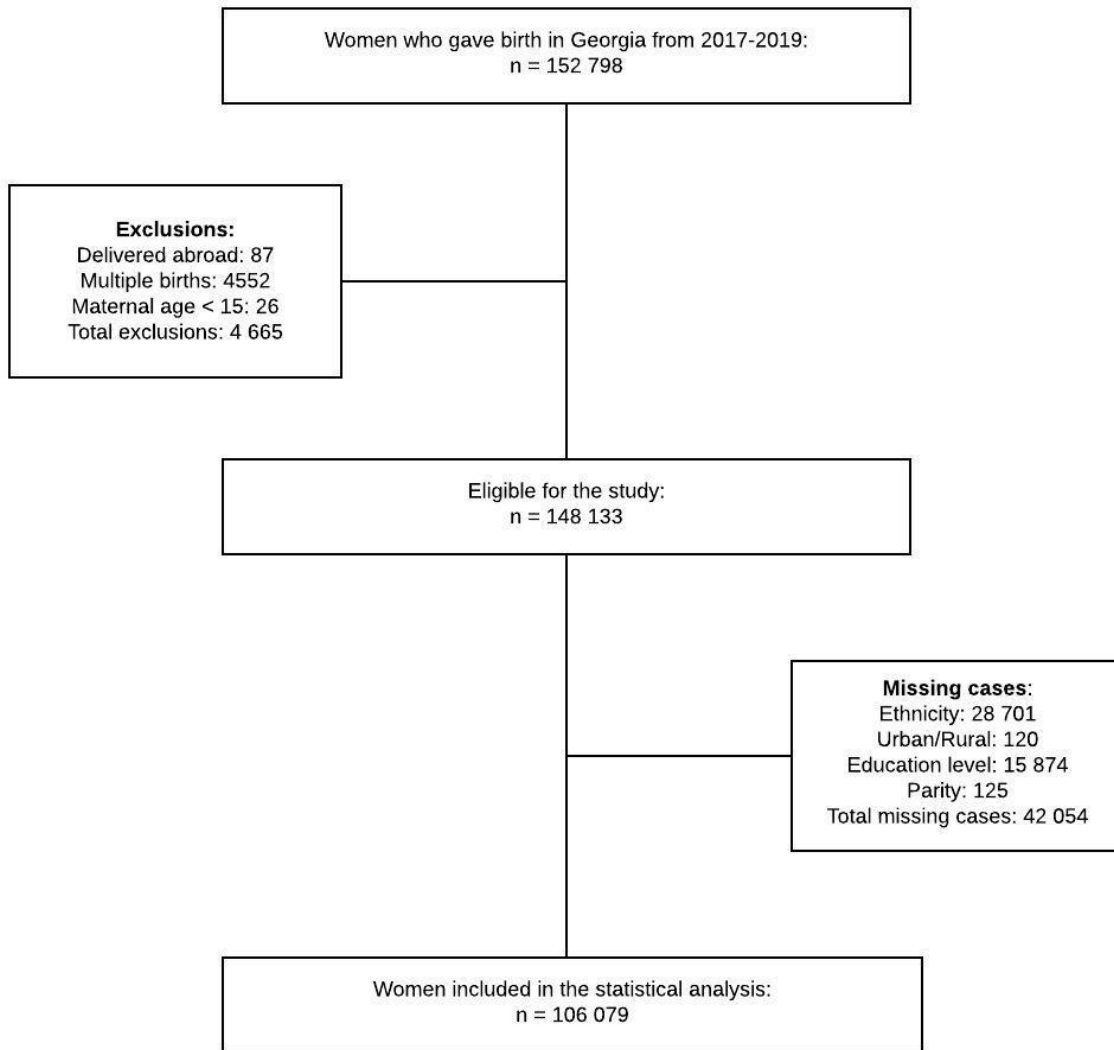 Women who gave birth in Georgia from 2017-2019:
n = 152 798
Exclusions:
Delivered abroad: 87
Multiple births: 4552
Maternal age < 15: 26
Total exclusions: 4 665
Eligible for the study:
n = 148 133
Missing cases:
Ethnicity: 28 701
Urban/Rural: 120
Education level: 15 874
Parity: 125
Total missing cases: 42 054
Women included in the statistical analysis:
n = 106 079